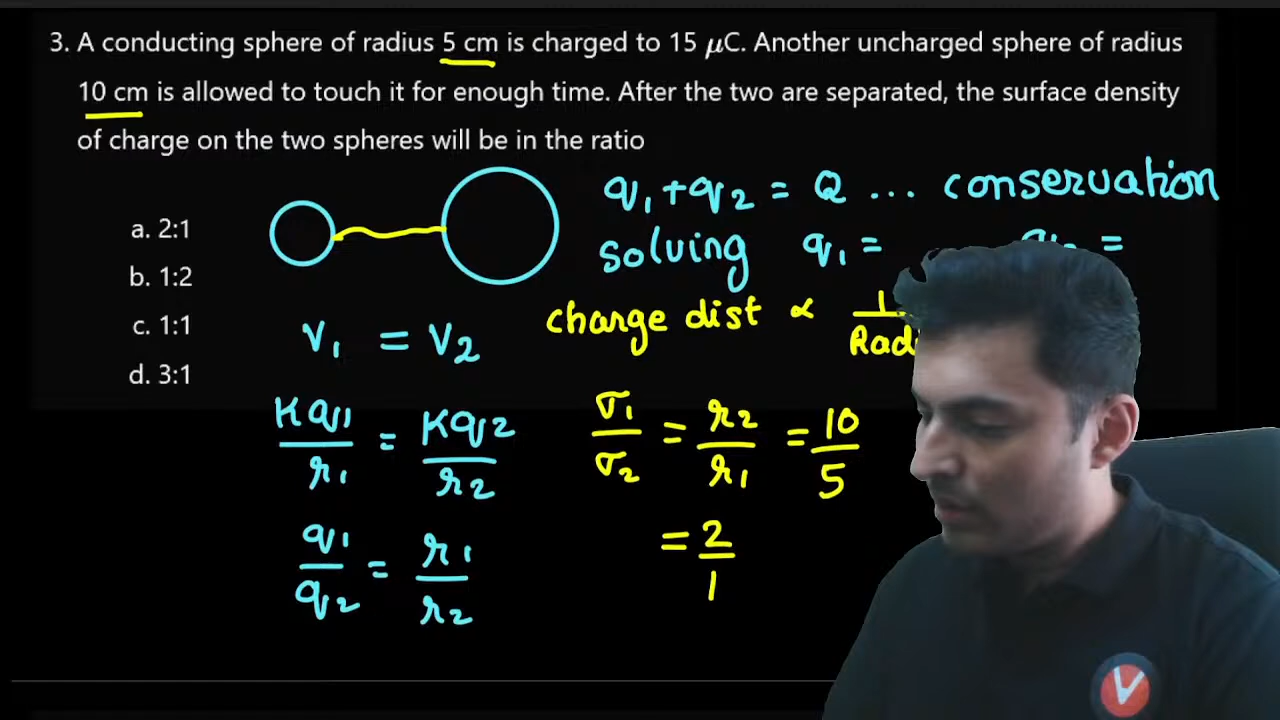 3. A conducting sphere of radius 5 cm is charged to 15 μC. Another uncharged sphere of radius
10 cm is allowed to touch it for enough time. After the two are separated, the surface density
of charge on the two spheres will be in the ratio
a. 2:1
b. 1:2
c. 1:1
d. 3:1
q₁+q₂ = Q ... conservation
solving q₁ = =
charge dist ∝ 1/
V₁ = V₂
Kq₁/r₁ = Kq₂/r₂
q₁/q₂ = r₁/r₂
σ₁/σ₂ = r₂/r₁ = 10/5
= 2/1
V